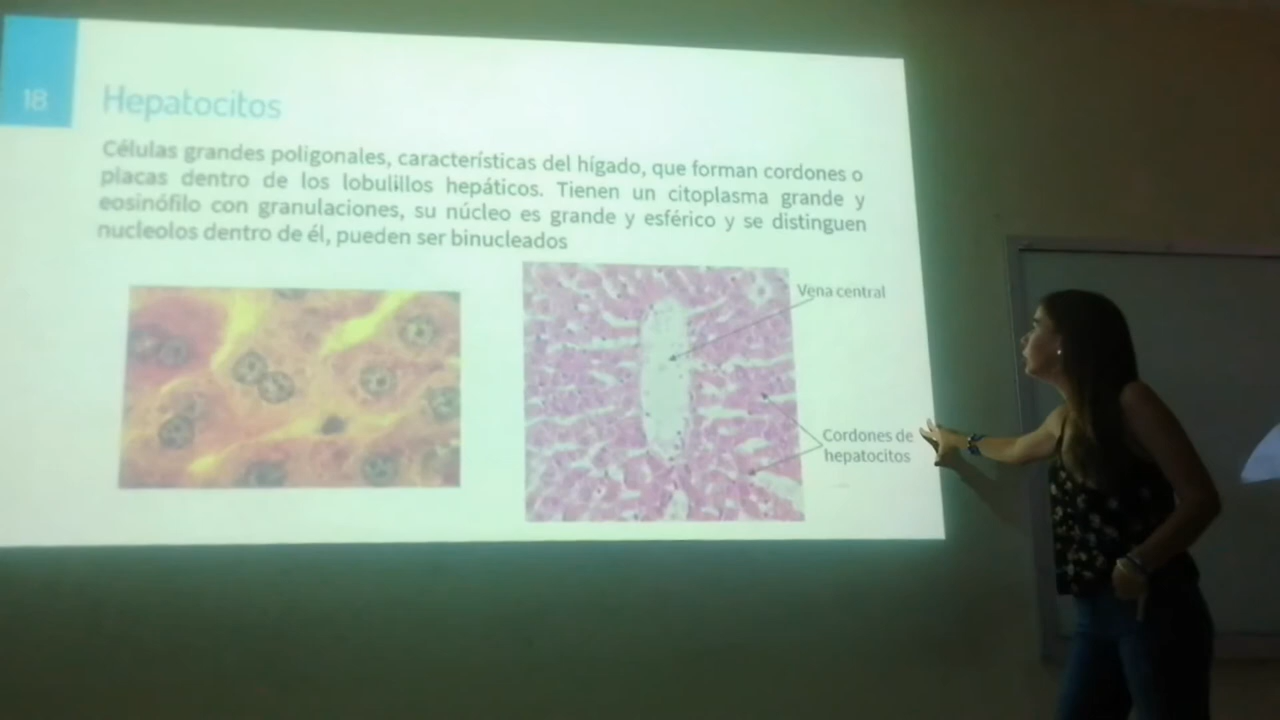 18
Hepatocitos
Células grandes poligonales, características del hígado, que forman cordones o
placas dentro de los lobulillos hepáticos. Tienen un citoplasma grande y
eosinófilo con granulaciones, su núcleo es grande y esférico y se distinguen
nucleolos dentro de él, pueden ser binucleados
Vena central
Cordones de
hepatocitos